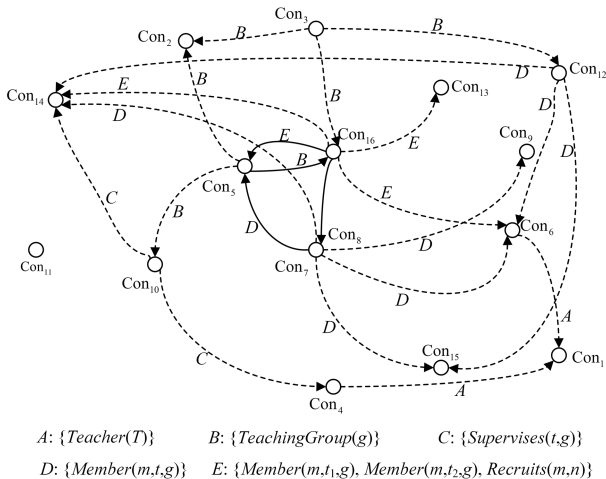 Con3
B
B
Con2
Con12
B
D
Con14
E
B
D
Con13
D
B
D
Con16
E
Con9
E
Con5
B
C
B
E
Con6
D
Con8
D
Con7
Con11
Con10
D
D
A
C
Con15
Con1
A
Con4
A: {Teacher(T)} B: {TeachingGroup(g)} C: {Supervises(t,g)}
D: {Member(m,t,g)} E: {Member(m,t1,g), Member(m,t2,g), Recruits(m,n)}